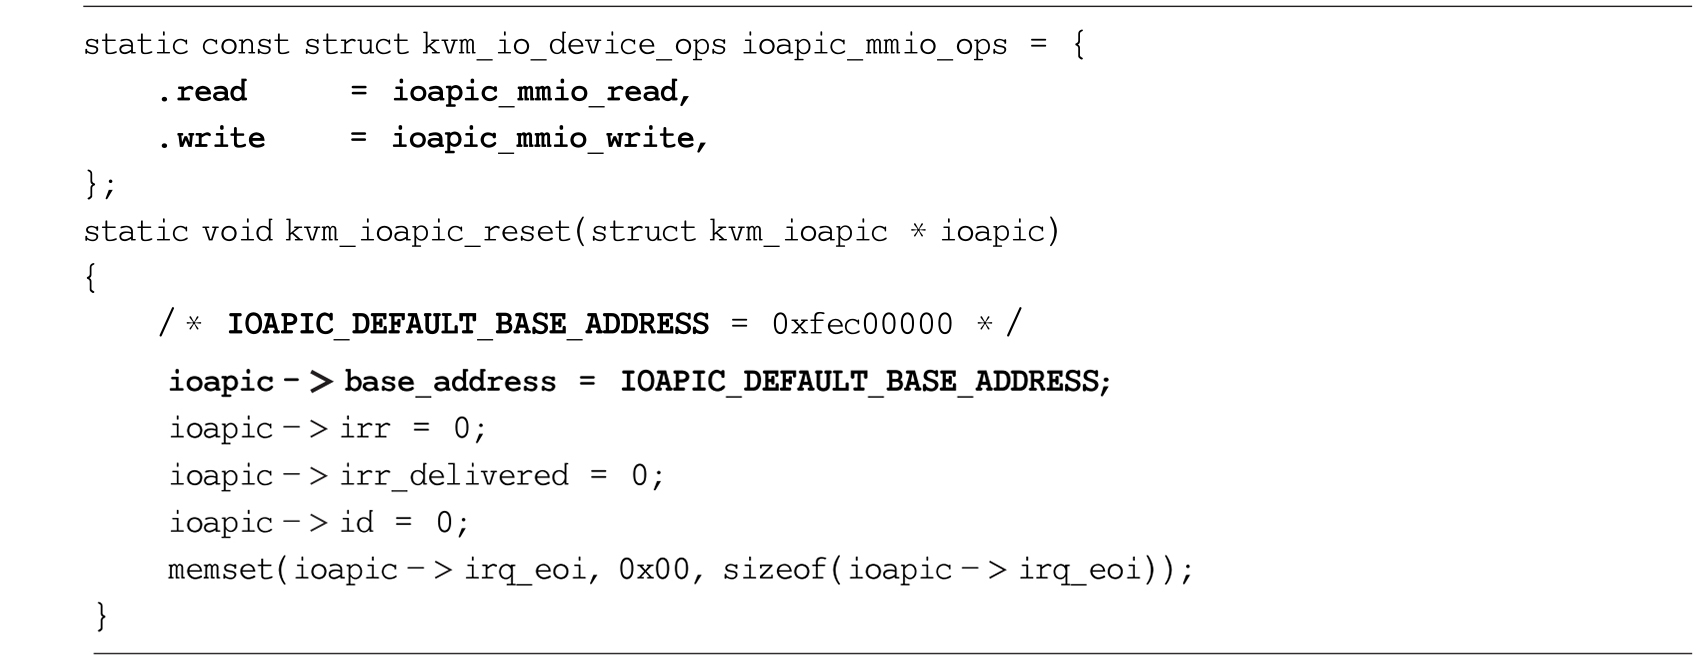 static const struct kvm_io_device_ops ioapic_mmio_ops = {
    .read     = ioapic_mmio_read,
    .write    = ioapic_mmio_write,
};
static void kvm_ioapic_reset(struct kvm_ioapic * ioapic)
{
    / * IOAPIC_DEFAULT_BASE_ADDRESS = 0xfec00000 * /
    ioapic -> base_address = IOAPIC_DEFAULT_BASE_ADDRESS;
    ioapic -> irr = 0;
    ioapic -> irr_delivered = 0;
    ioapic -> id = 0;
    memset(ioapic -> irq_eoi, 0x00, sizeof(ioapic -> irq_eoi));
}